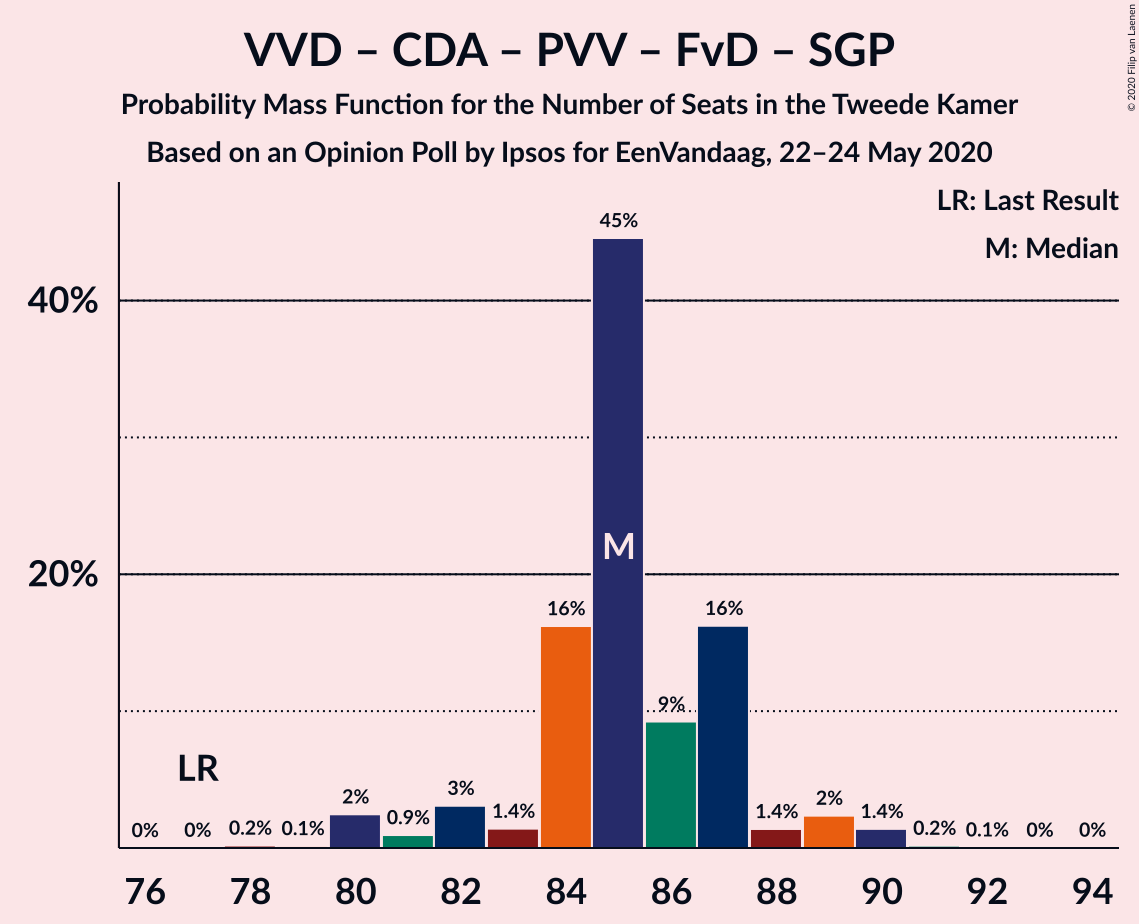 VVD – CDA – PVV – FvD – SGP
Probability Mass Function for the Number of Seats in the Tweede Kamer
Based on an Opinion Poll by Ipsos for EenVandaag, 22–24 May 2020
© 2020 Filip van Laenen
LR: Last Result
M: Median
40%
20%
45%
M
16%
16%
9%
LR
0%
0%
0.2%
0.1%
2%
0.9%
3%
1.4%
1.4%
2%
1.4%
0.2%
0.1%
0%
0%
76 78 80 82 84 86 88 90 92 94